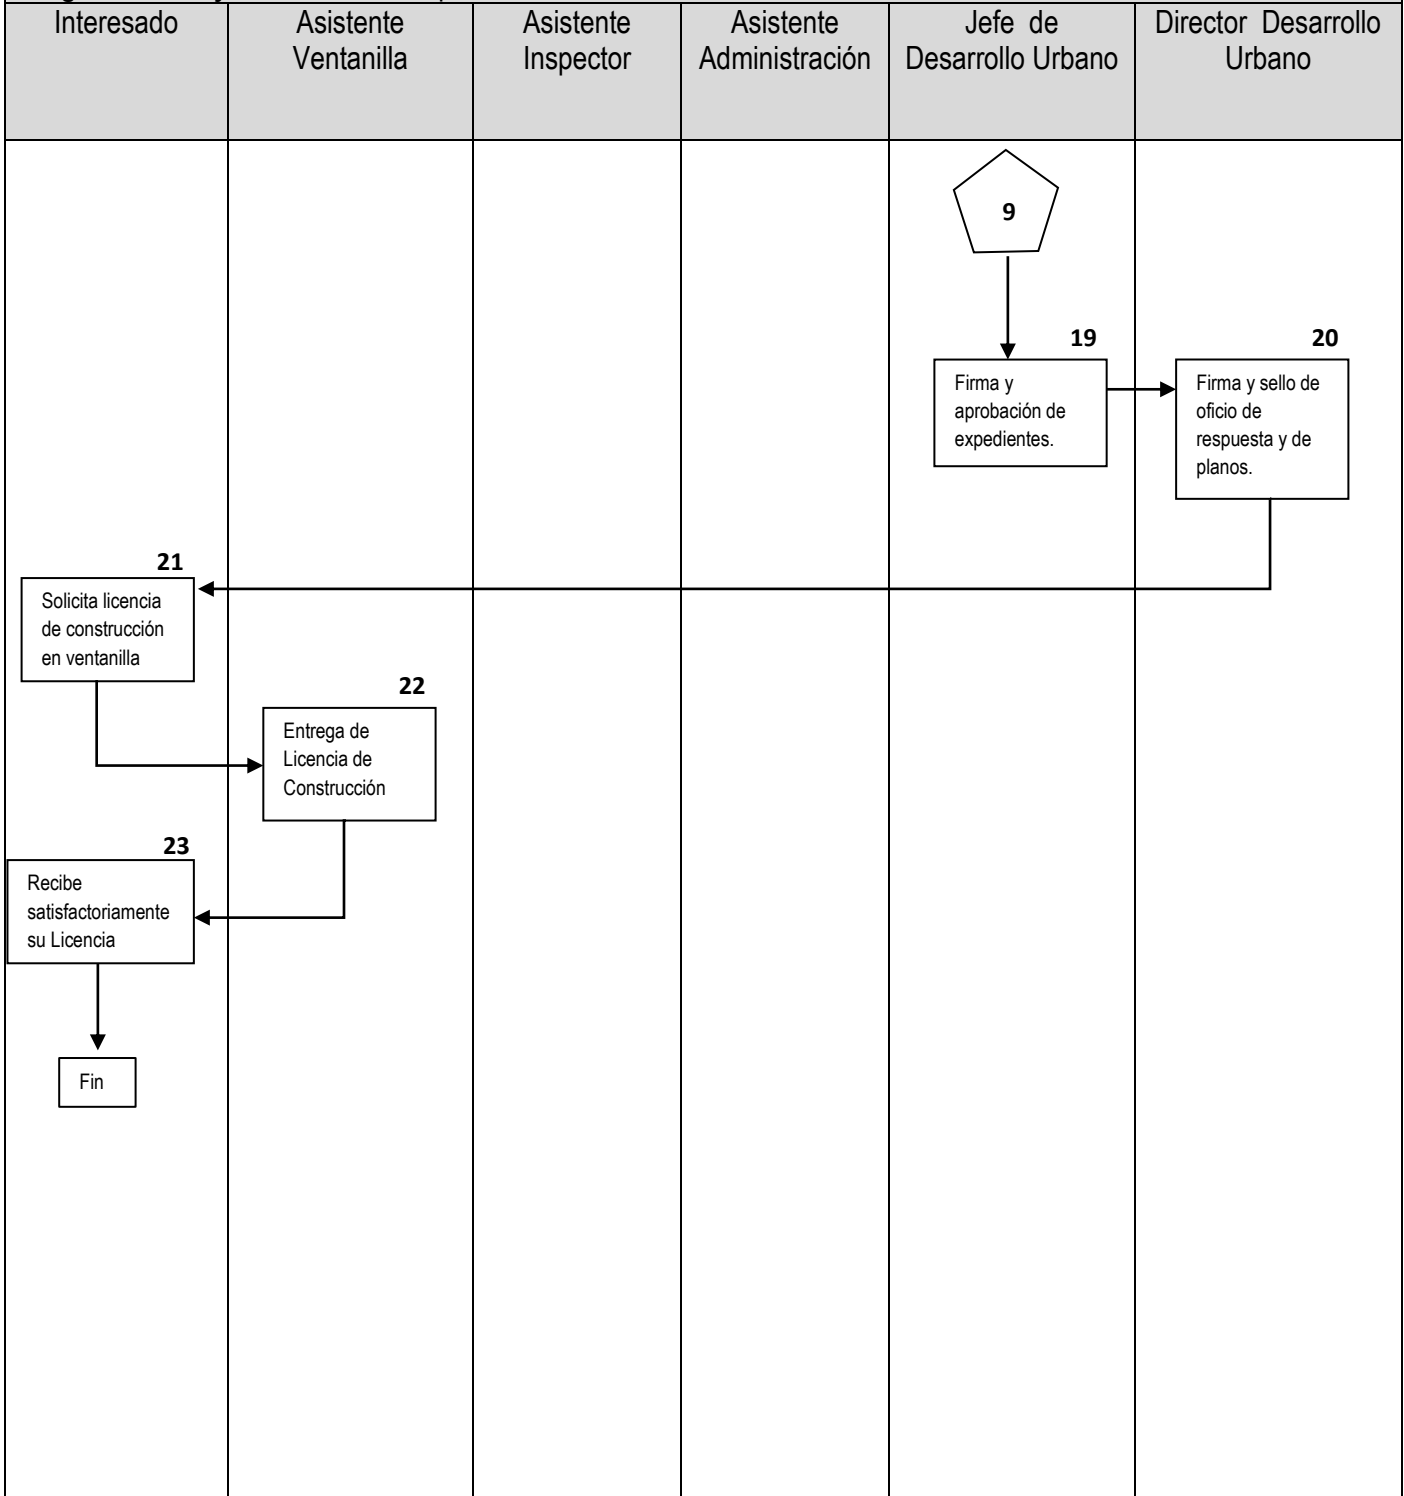 Interesado
Asistente
Ventanilla
Asistente
Inspector
Asistente
Administración
Jefe de
Desarrollo Urbano
Director Desarrollo
Urbano
9
19
Firma y
aprobación de
expedientes.
20
Firma y sello de
oficio de
respuesta y de
planos.
21
Solicita licencia
de construcción
en ventanilla
22
Entrega de
Licencia de
Construcción
23
Recibe
satisfactoriamente
su Licencia
Fin